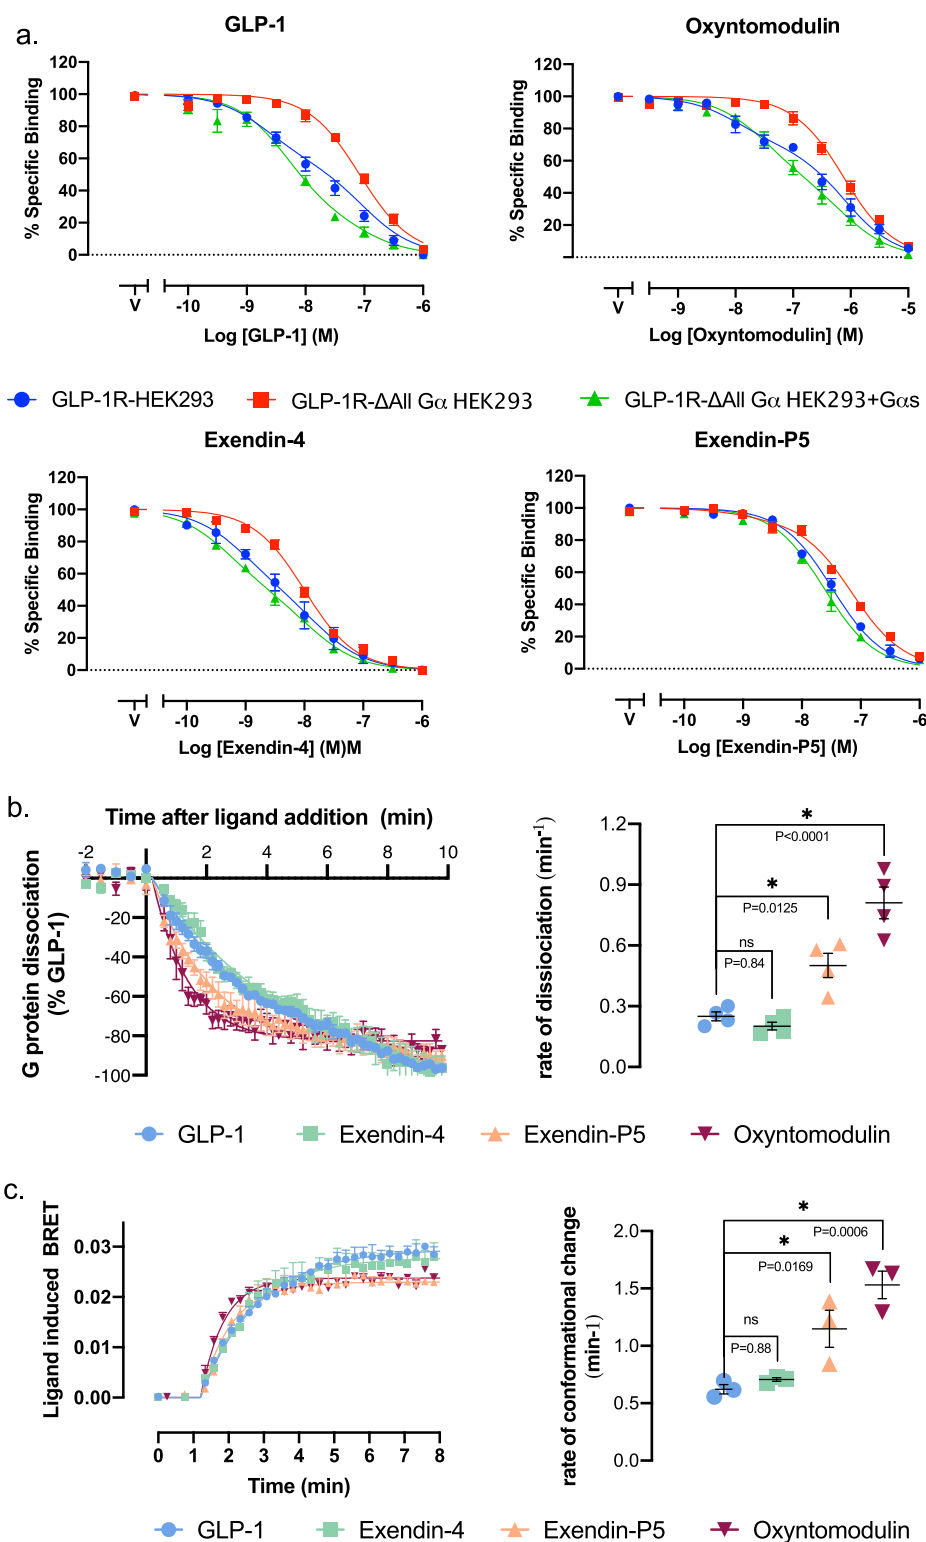 a.
GLP-1
Oxyntomodulin
% Specific Binding
120
100
80
60
40
20
0
V
-10
-9
-8
-7
-6
Log [GLP-1] (M)
% Specific Binding
120
100
80
60
40
20
V
-9
-8
-7
-6
-5
Log [Oxyntomodulin] (M)
GLP-1R-HEK293
GLP-1R-ΔAll Gα HEK293
GLP-1R-ΔAll Gα HEK293+Gαs
Exendin-4
Exendin-P5
% Specific Binding
120
100
80
60
40
20
0
V
-10
-9
-8
-7
-6
Log [Exendin-4] (M)M
% Specific Binding
120
100
80
60
40
20
0
V
-10
-9
-8
-7
-6
Log [Exendin-P5] (M)
b.
Time after ligand addition (min)
-2
0
2
4
6
8
10
G protein dissociation
(% GLP-1)
-20
-40
-60
-80
-100
rate of dissociation (min-1)
1.2
0.9
0.6
0.3
0.0
*
P<0.0001
*
P=0.0125
ns
P=0.84
GLP-1
Exendin-4
Exendin-P5
Oxyntomodulin
c.
Ligand induced BRET
0.03
0.02
0.01
0.00
0
1
2
3
4
5
6
7
8
Time (min)
rate of conformational change
(min-1)
2.0
1.5
1.0
0.5
0.0
*
P=0.0006
*
P=0.0169
ns
P=0.88
GLP-1
Exendin-4
Exendin-P5
Oxyntomodulin